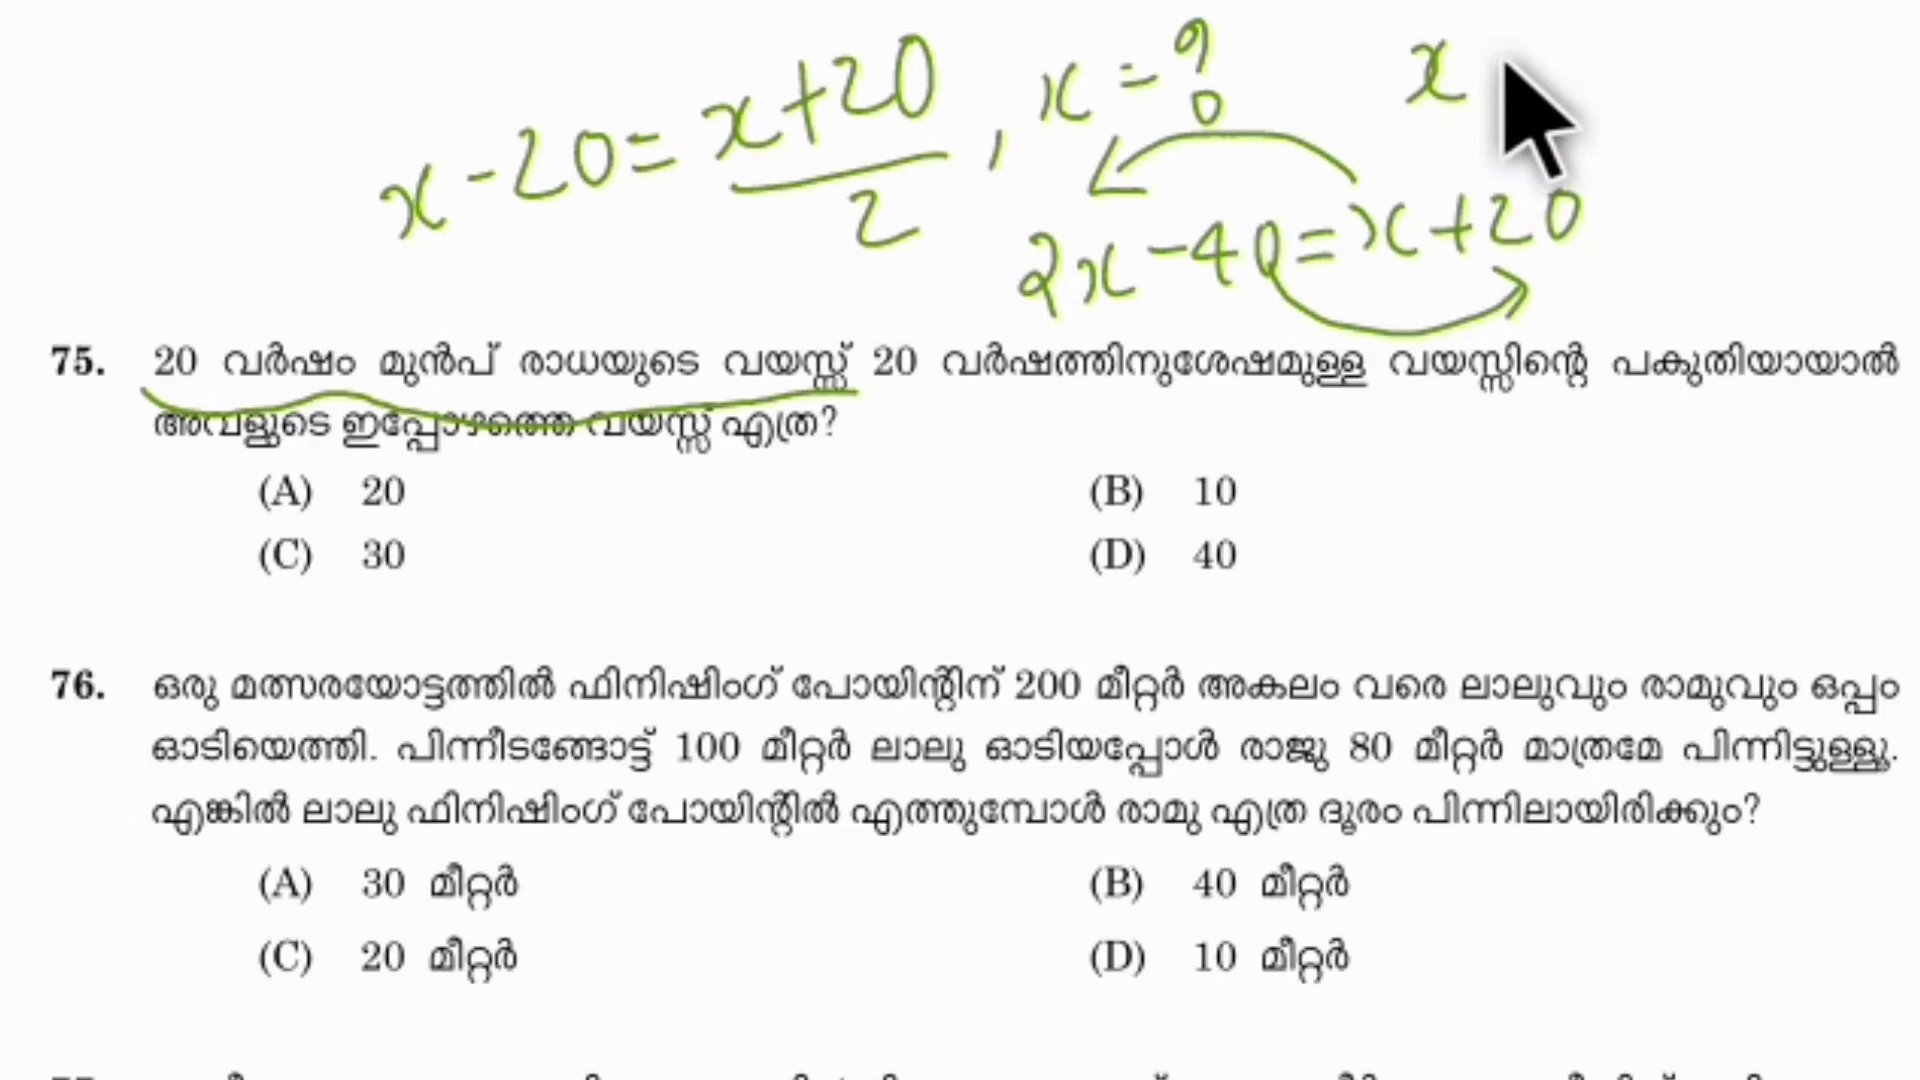 x-20=x+20/2, x=? x
2x-40=x+20
75. 20 വർഷം മുൻപ് രാധയുടെ വയസ്സ് 20 വർഷത്തിനുശേഷമുള്ള വയസ്സിന്റെ പകുതിയായാൽ
അവളുടെ ഇപ്പോഴത്തെ വയസ്സ് എത്ര?
(A) 20 (B) 10
(C) 30 (D) 40
76. ഒരു മത്സരയോട്ടത്തിൽ ഫിനിഷിംഗ് പോയിന്റിന് 200 മീറ്റർ അകലം വരെ ലാലുവും രാമുവും ഒപ്പം
ഓടിയെത്തി. പിന്നീടങ്ങോട്ട് 100 മീറ്റർ ലാലു ഓടിയപ്പോൾ രാജു 80 മീറ്റർ മാത്രമേ പിന്നിട്ടുള്ളൂ.
എങ്കിൽ ലാലു ഫിനിഷിംഗ് പോയിന്റിൽ എത്തുമ്പോൾ രാമു എത്ര ദൂരം പിന്നിലായിരിക്കും?
(A) 30 മീറ്റർ (B) 40 മീറ്റർ
(C) 20 മീറ്റർ (D) 10 മീറ്റർ